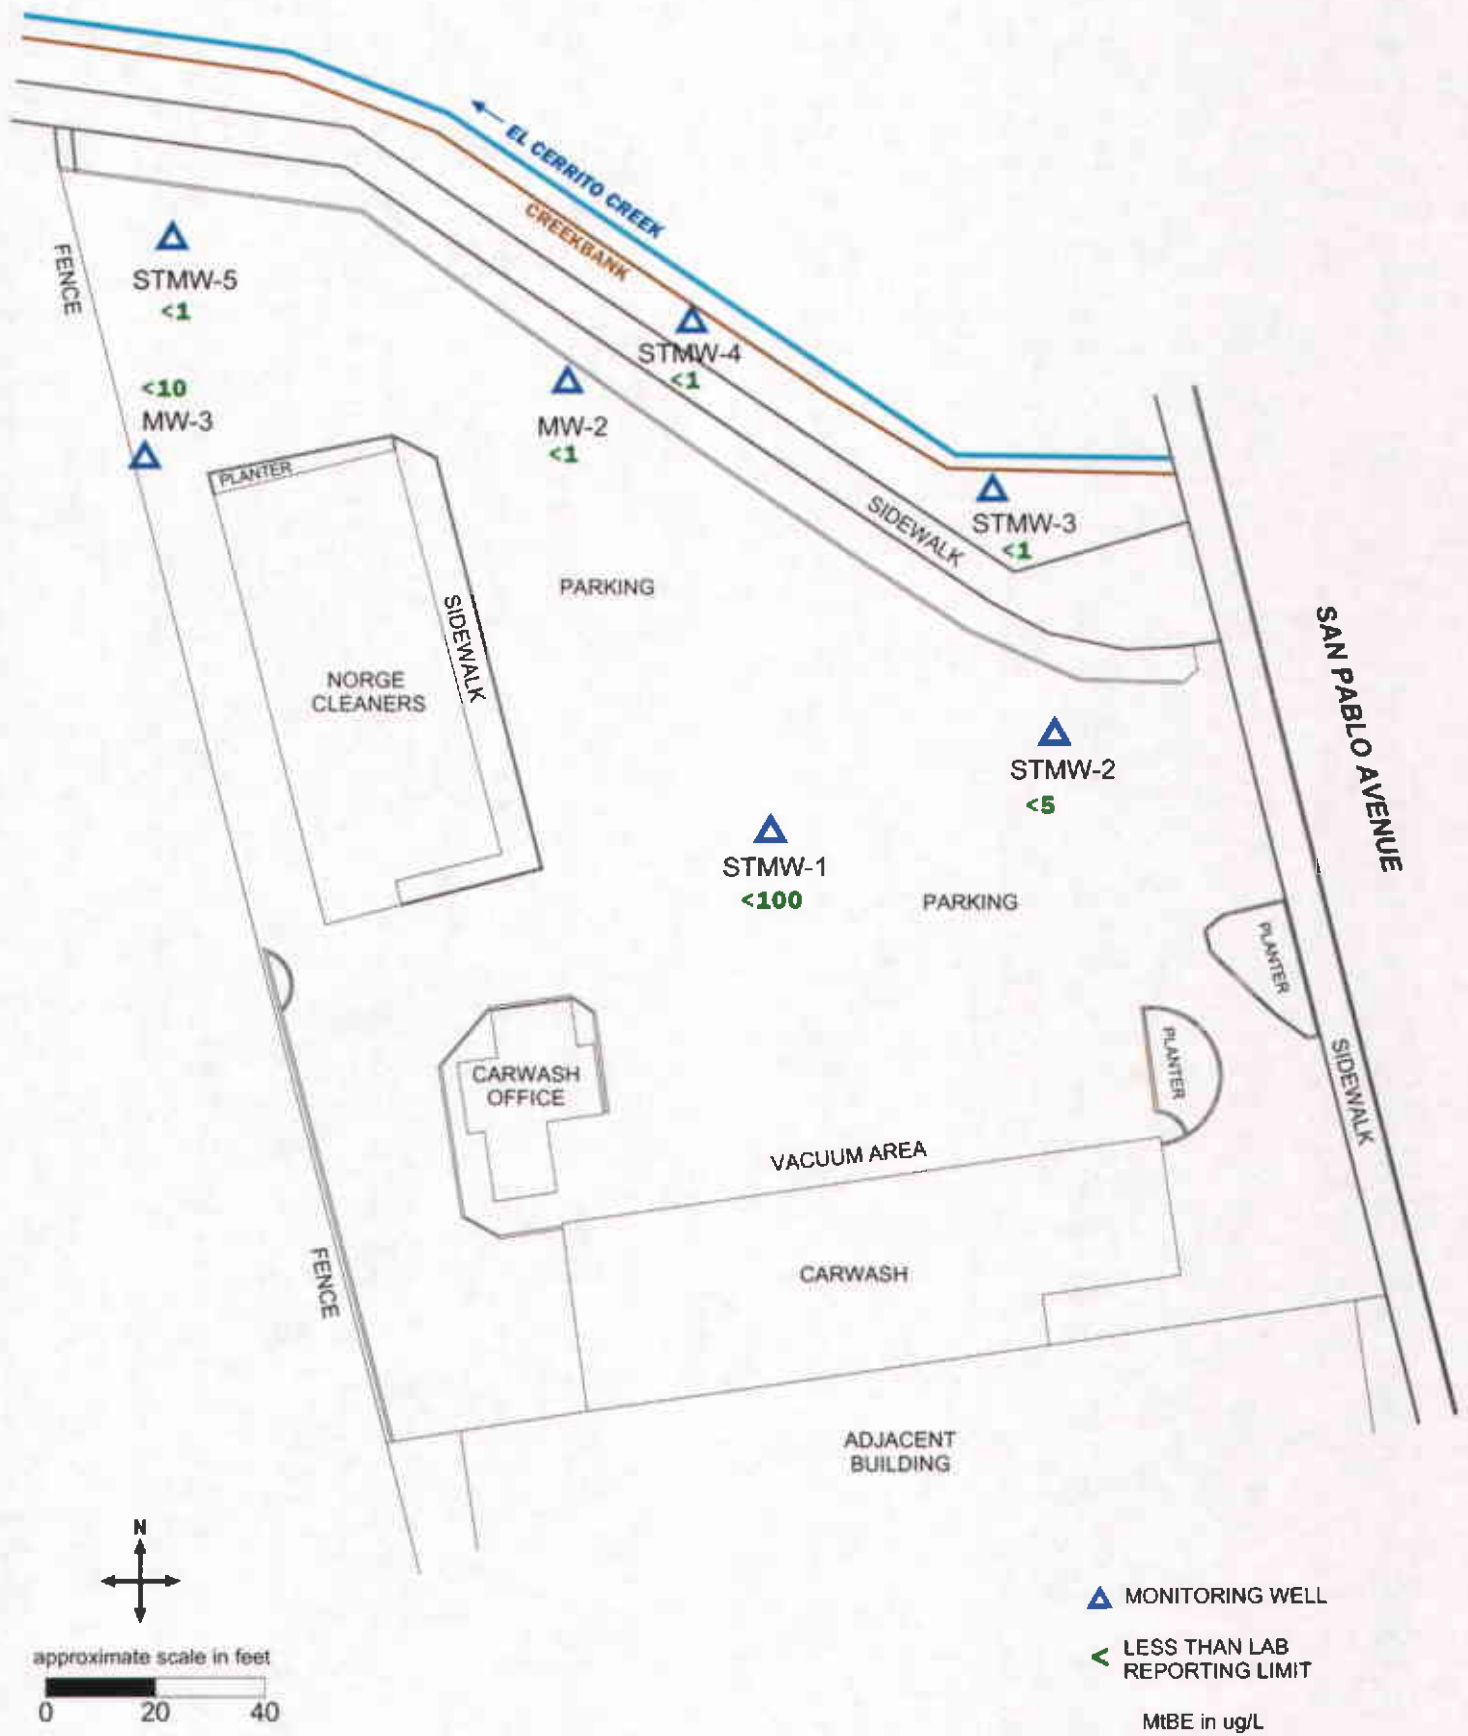 EL CERRITO CREEK
CREEKBANK
FENCE
STMW-5
<1
STMW-4
<1
<10
MW-3
MW-2
<1
PLANTER
STMW-3
<1
SIDEWALK
PARKING
SIDEWALK
NORGE
CLEANERS
SAN PABLO AVENUE
STMW-2
<5
STMW-1
<100
PARKING
PLANTER
PLANTER
SIDEWALK
CARWASH
OFFICE
VACUUM AREA
CARWASH
FENCE
ADJACENT
BUILDING
N
approximate scale in feet
0 20 40
MONITORING WELL
< LESS THAN LAB
REPORTING LIMIT
MtBE in ug/L